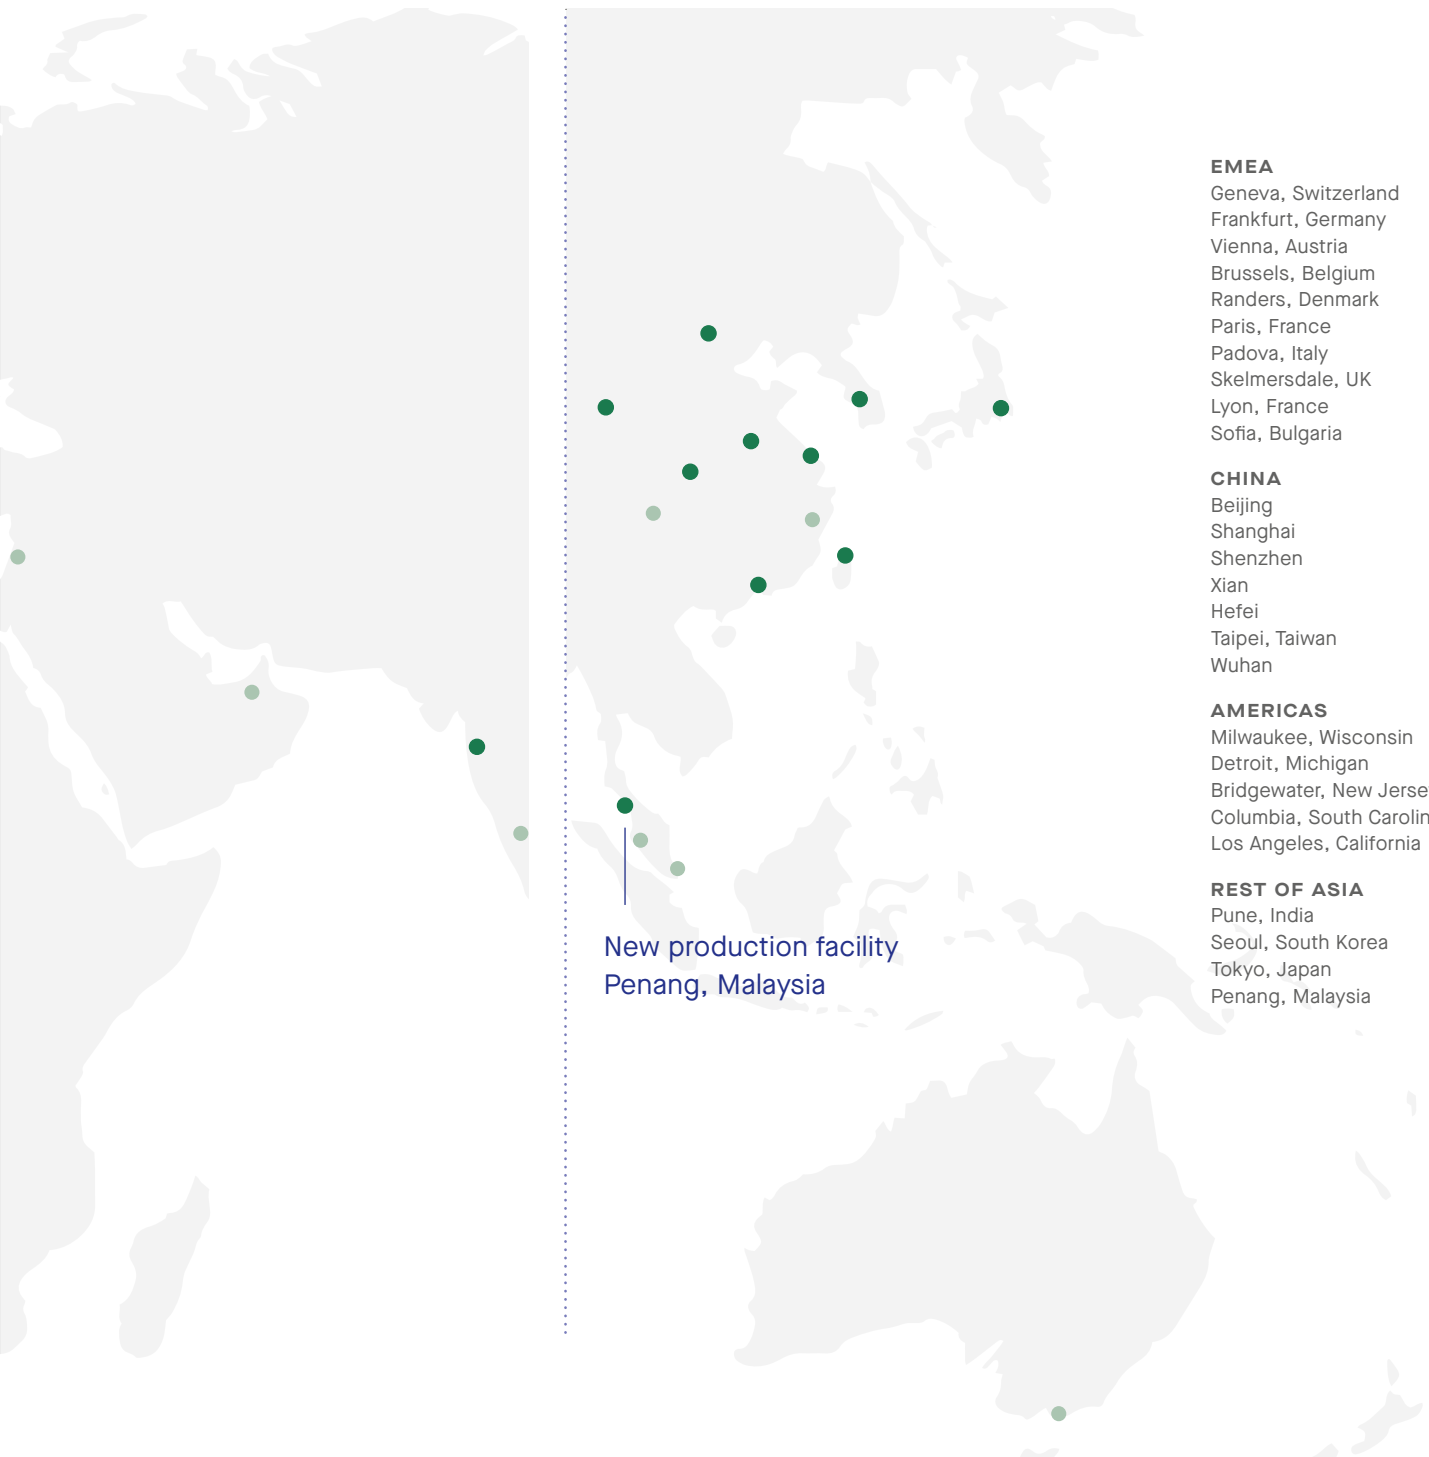 EMEA
Geneva, Switzerland
Frankfurt, Germany
Vienna, Austria
Brussels, Belgium
Randers, Denmark
Paris, France
Padova, Italy
Skelmersdale, UK
Lyon, France
Sofia, Bulgaria
CHINA
Beijing
Shanghai
Shenzhen
Xian
Hefei
Taipei, Taiwan
Wuhan
AMERICAS
Milwaukee, Wisconsin
Detroit, Michigan
Bridgewater, New Jerse
Columbia, South Carolin
Los Angeles, California
REST OF ASIA
Pune, India
Seoul, South Korea
Tokyo, Japan
Penang, Malaysia
New production facility
Penang, Malaysia